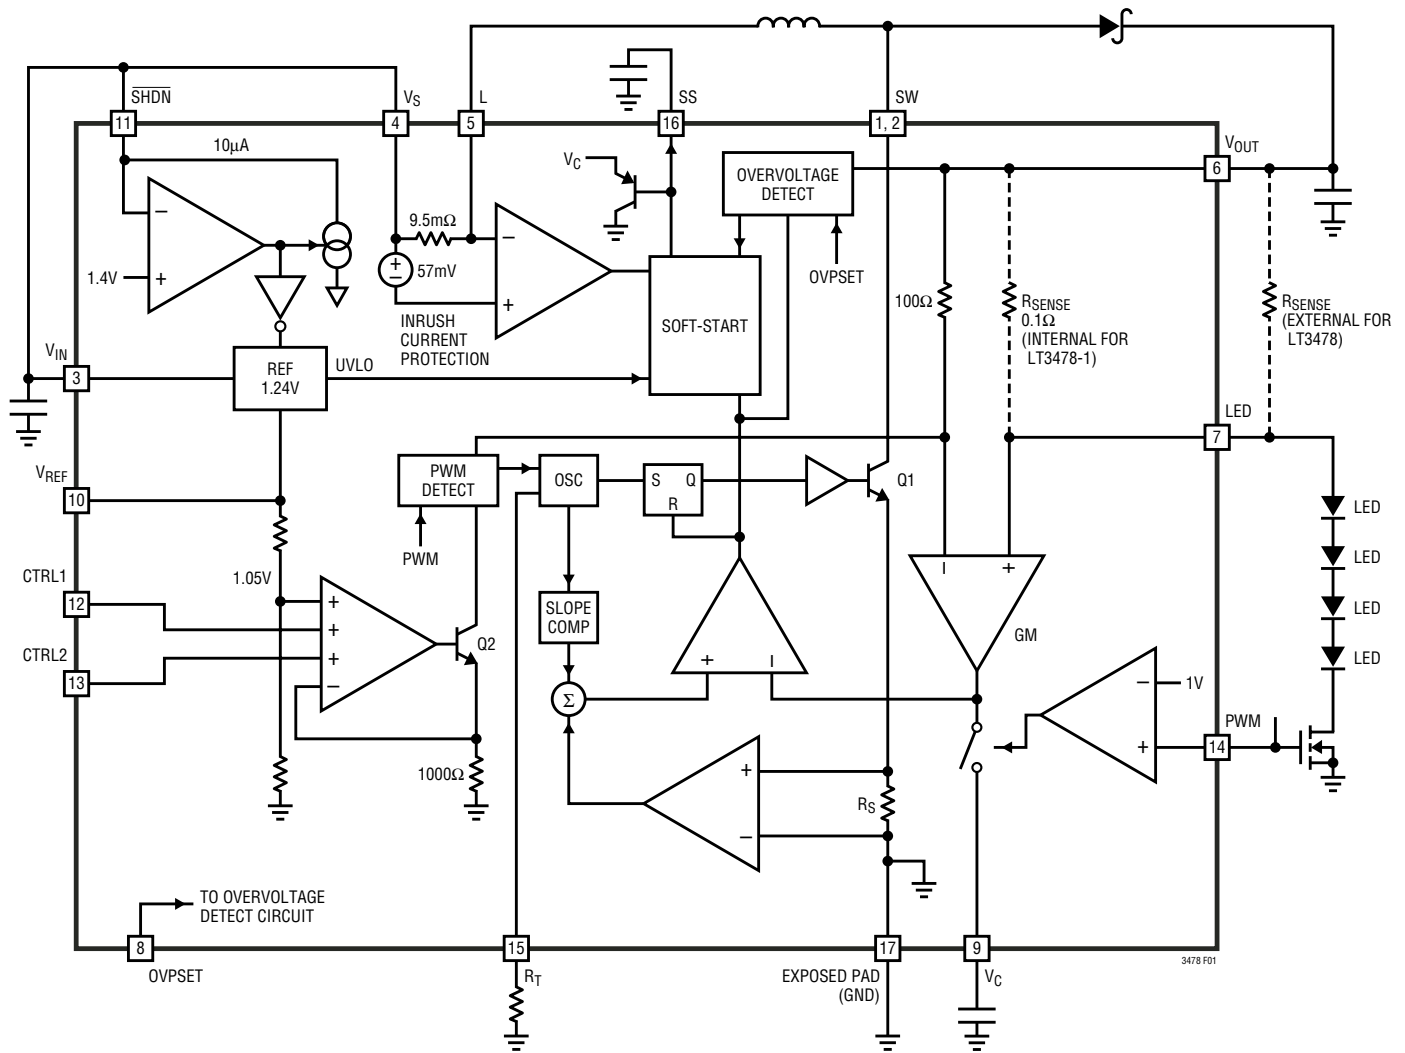 SHDN
VS
L
SS
SW
11
4
5
16
1, 2
VOUT
10µA
VC
OVERVOLTAGE
DETECT
6
9.5mΩ
–
–
1.4V
+
+
–
57mV
OVPSET
+
INRUSH
CURRENT
PROTECTION
SOFT-START
100Ω
RSENSE
0.1Ω
(INTERNAL FOR
LT3478-1)
RSENSE
(EXTERNAL FOR
LT3478)
VIN
3
REF
1.24V
UVLO
LED
7
VREF
10
PWM
DETECT
OSC
S
Q
R
Q1
LED
PWM
LED
CTRL1
12
1.05V
+
+
+
–
Q2
SLOPE
COMP
–
+
GM
LED
CTRL2
13
LED
+
–
Σ
–
1V
+
PWM
14
1000Ω
+
–
RS
TO OVERVOLTAGE
DETECT CIRCUIT
8
15
17
9
3478 F01
OVPSET
RT
EXPOSED PAD
(GND)
VC